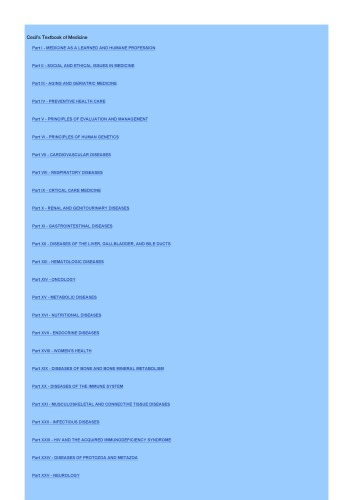 Cecil's Textbook of Medicine
Part I - MEDICINE AS A LEARNED AND HUMANE PROFESSION
Part II - SOCIAL AND ETHICAL ISSUES IN MEDICINE
Part III - AGING AND GERIATRIC MEDICINE
Part IV - PREVENTIVE HEALTH CARE
Part V - PRINCIPLES OF EVALUATION AND MANAGEMENT
Part VI - PRINCIPLES OF HUMAN GENETICS
Part VII - CARDIOVASCULAR DISEASES
Part VIII - RESPIRATORY DISEASES
Part IX - CRITICAL CARE MEDICINE
Part X - RENAL AND GENITOURINARY DISEASES
Part XI - GASTROINTESTINAL DISEASES
Part XII - DISEASES OF THE LIVER, GALLBLADDER, AND BILE DUCTS
Part XIII - HEMATOLOGIC DISEASES
Part XIV - ONCOLOGY
Part XV - METABOLIC DISEASES
Part XVI - NUTRITIONAL DISEASES
Part XVII - ENDOCRINE DISEASES
Part XVIII - WOMEN'S HEALTH
Part XIX - DISEASES OF BONE AND BONE MINERAL METABOLISM
Part XX - DISEASES OF THE IMMUNE SYSTEM
Part XXI - MUSCULOSKELETAL AND CONNECTIVE TISSUE DISEASES
Part XXII - INFECTIOUS DISEASES
Part XXIII - HIV AND THE ACQUIRED IMMUNODEFICIENCY SYNDROME
Part XXIV - DISEASES OF PROTOZOA AND METAZOA
Part XXV - NEUROLOGY